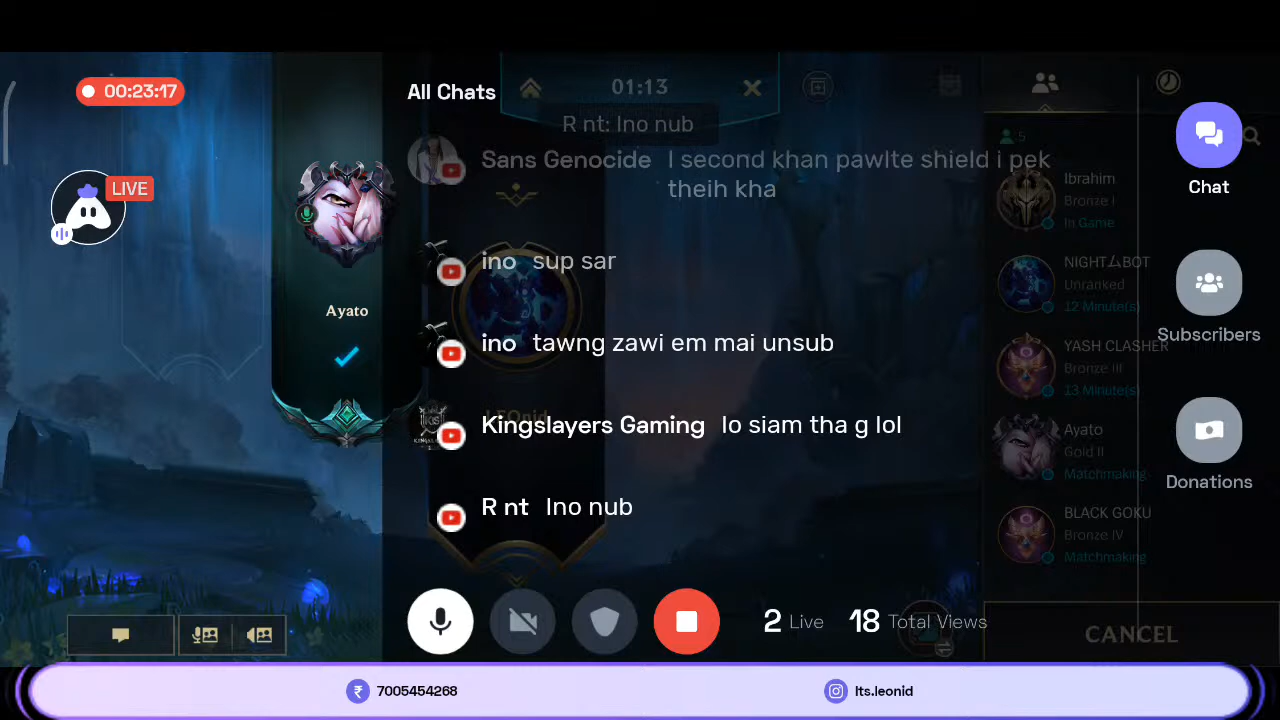 00:23:17
All Chats
01:13
R nt: Ino nub
LIVE
Sans Genocide I second khan pawlte shield i pek
theih kha
ino sup sar
ino tawng zawi em mai unsub
Kingslayers Gaming lo siam tha g lol
R nt Ino nub
Ayato
LEOnid
5
Ibrahim
Bronze I
In Game
NIGHTムBOT
Unranked
12 Minute(s)
YASH CLASHER
Bronze III
13 Minute(s)
Ayato
Gold II
Matchmaking
BLACK GOKU
Bronze IV
Matchmaking
Chat
Subscribers
Donations
2 Live 18 Total Views
CANCEL
7005454268
Its.leonid